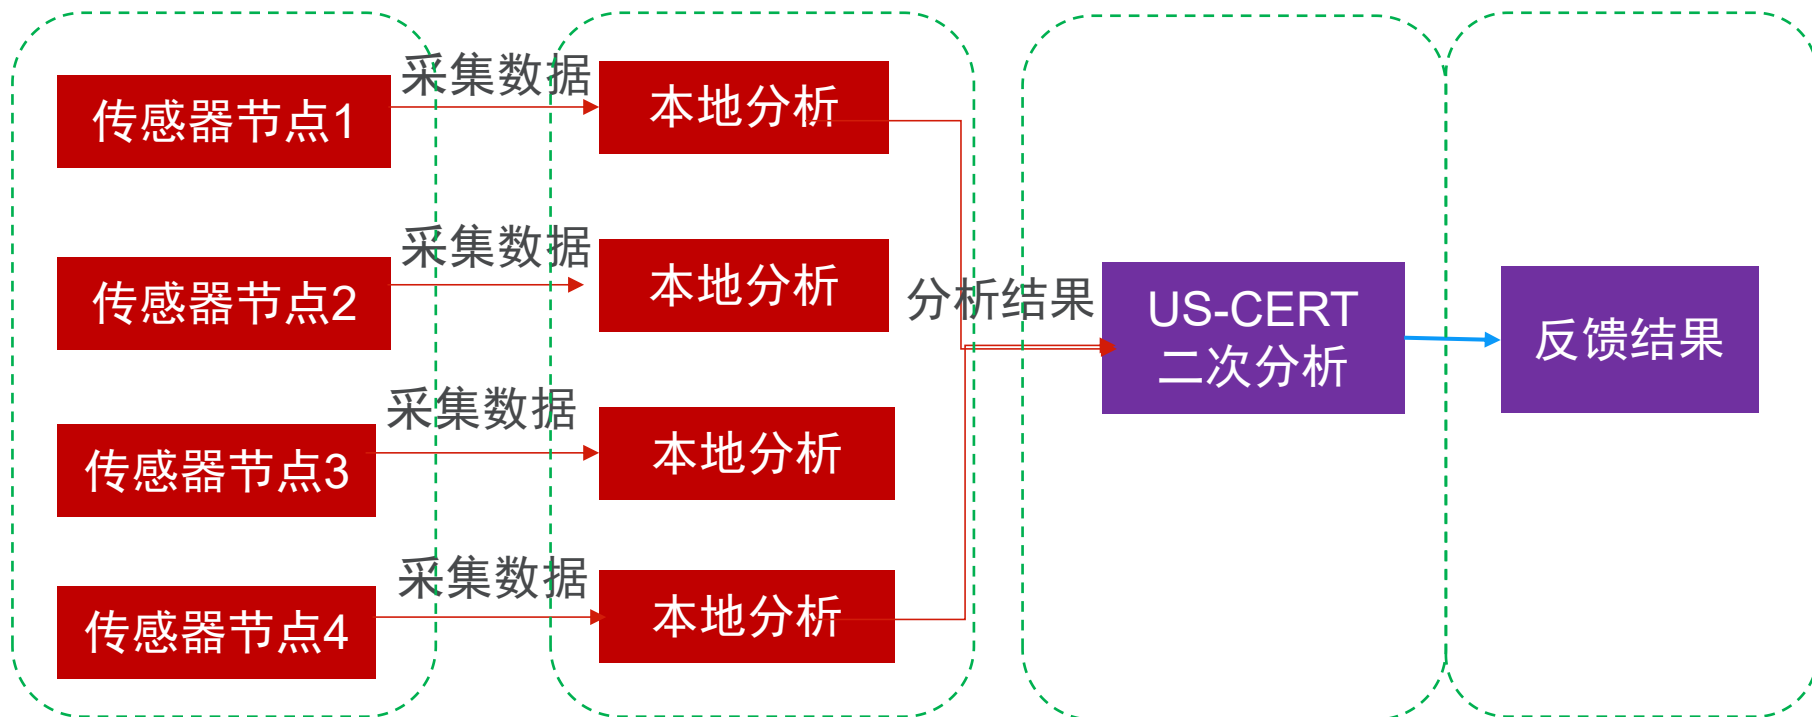 采集数据
传感器节点1
本地分析
采集数据
传感器节点2
本地分析
分析结果
US-CERT
二次分析
反馈结果
采集数据
传感器节点3
本地分析
采集数据
传感器节点4
本地分析